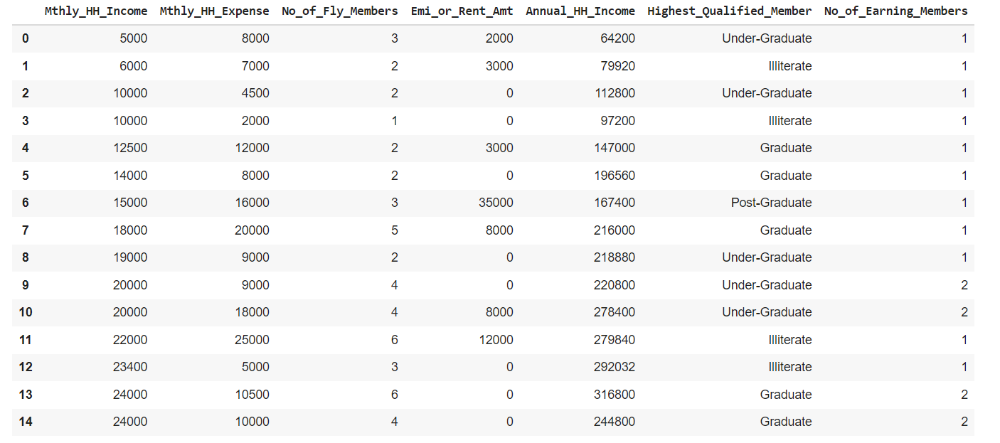 Mthly_HH_Income Mthly_HH_Expense No_of_Fly_Members Emi_or_Rent_Amt Annual_HH_Income Highest_Qualified_Member No_of_Earning_Members
0 5000 8000 3 2000 64200 Under-Graduate 1
1 6000 7000 2 3000 79920 Illiterate 1
2 10000 4500 2 0 112800 Under-Graduate 1
3 10000 2000 1 0 97200 Illiterate 1
4 12500 12000 2 3000 147000 Graduate 1
5 14000 8000 2 0 196560 Graduate 1
6 15000 16000 3 35000 167400 Post-Graduate 1
7 18000 20000 5 8000 216000 Graduate 1
8 19000 9000 2 0 218880 Under-Graduate 1
9 20000 9000 4 0 220800 Under-Graduate 2
10 20000 18000 4 8000 278400 Under-Graduate 2
11 22000 25000 6 12000 279840 Illiterate 1
12 23400 5000 3 0 292032 Illiterate 1
13 24000 10500 6 0 316800 Graduate 2
14 24000 10000 4 0 244800 Graduate 2